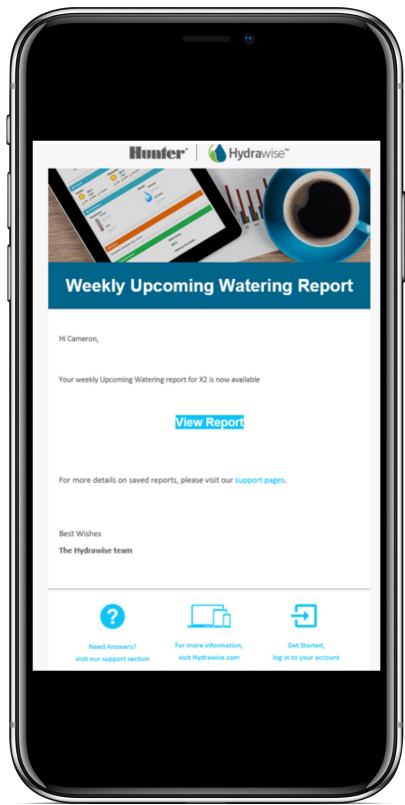 Hunter® | Hydrawise™
Weekly Upcoming Watering Report
Hi Cameron,
Your weekly Upcoming Watering report for X2 is now available
View Report
For more details on saved reports, please visit our support pages.
Best Wishes
The Hydrawise team
?
Need Answers?
visit our support section
For more information,
visit Hydrawise.com
Get Started,
log in to your account